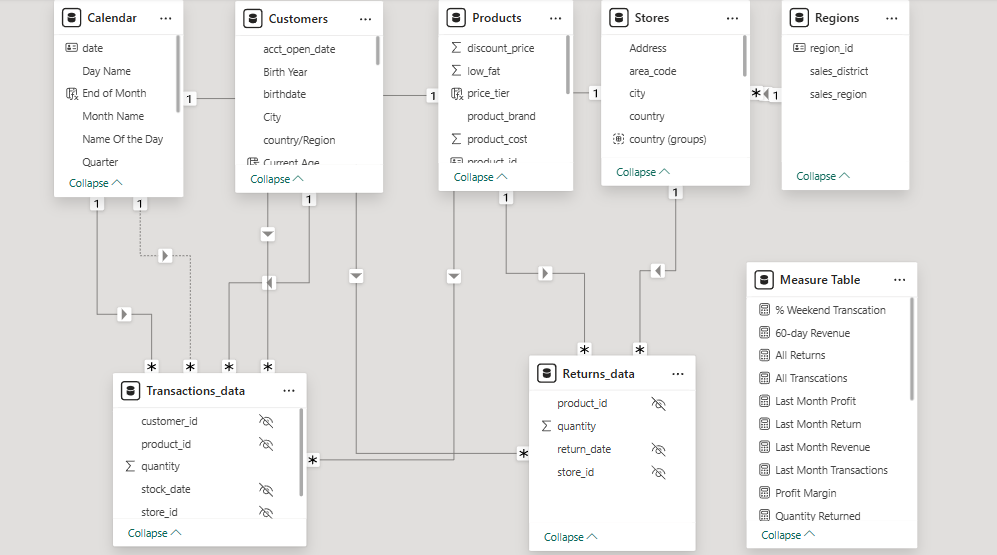 Calendar
date
Day Name
End of Month
Month Name
Name Of the Day
Quarter
Collapse
Customers
acct_open_date
Birth Year
birthdate
City
country/Region
Current Age
Collapse
Products
discount_price
low_fat
price_tier
product_brand
product_cost
product_id
Collapse
Stores
Address
area_code
city
country
country (groups)
Collapse
Regions
region_id
sales_district
sales_region
Collapse
1
1
1
*
1
1
1
1
1
1
*
*
*
*
*
*
*
*
Transactions_data
customer_id
product_id
quantity
stock_date
store_id
Collapse
Returns_data
product_id
quantity
return_date
store_id
Collapse
Measure Table
% Weekend Transcation
60-day Revenue
All Returns
All Transcations
Last Month Profit
Last Month Return
Last Month Revenue
Last Month Transactions
Profit Margin
Quantity Returned
Collapse